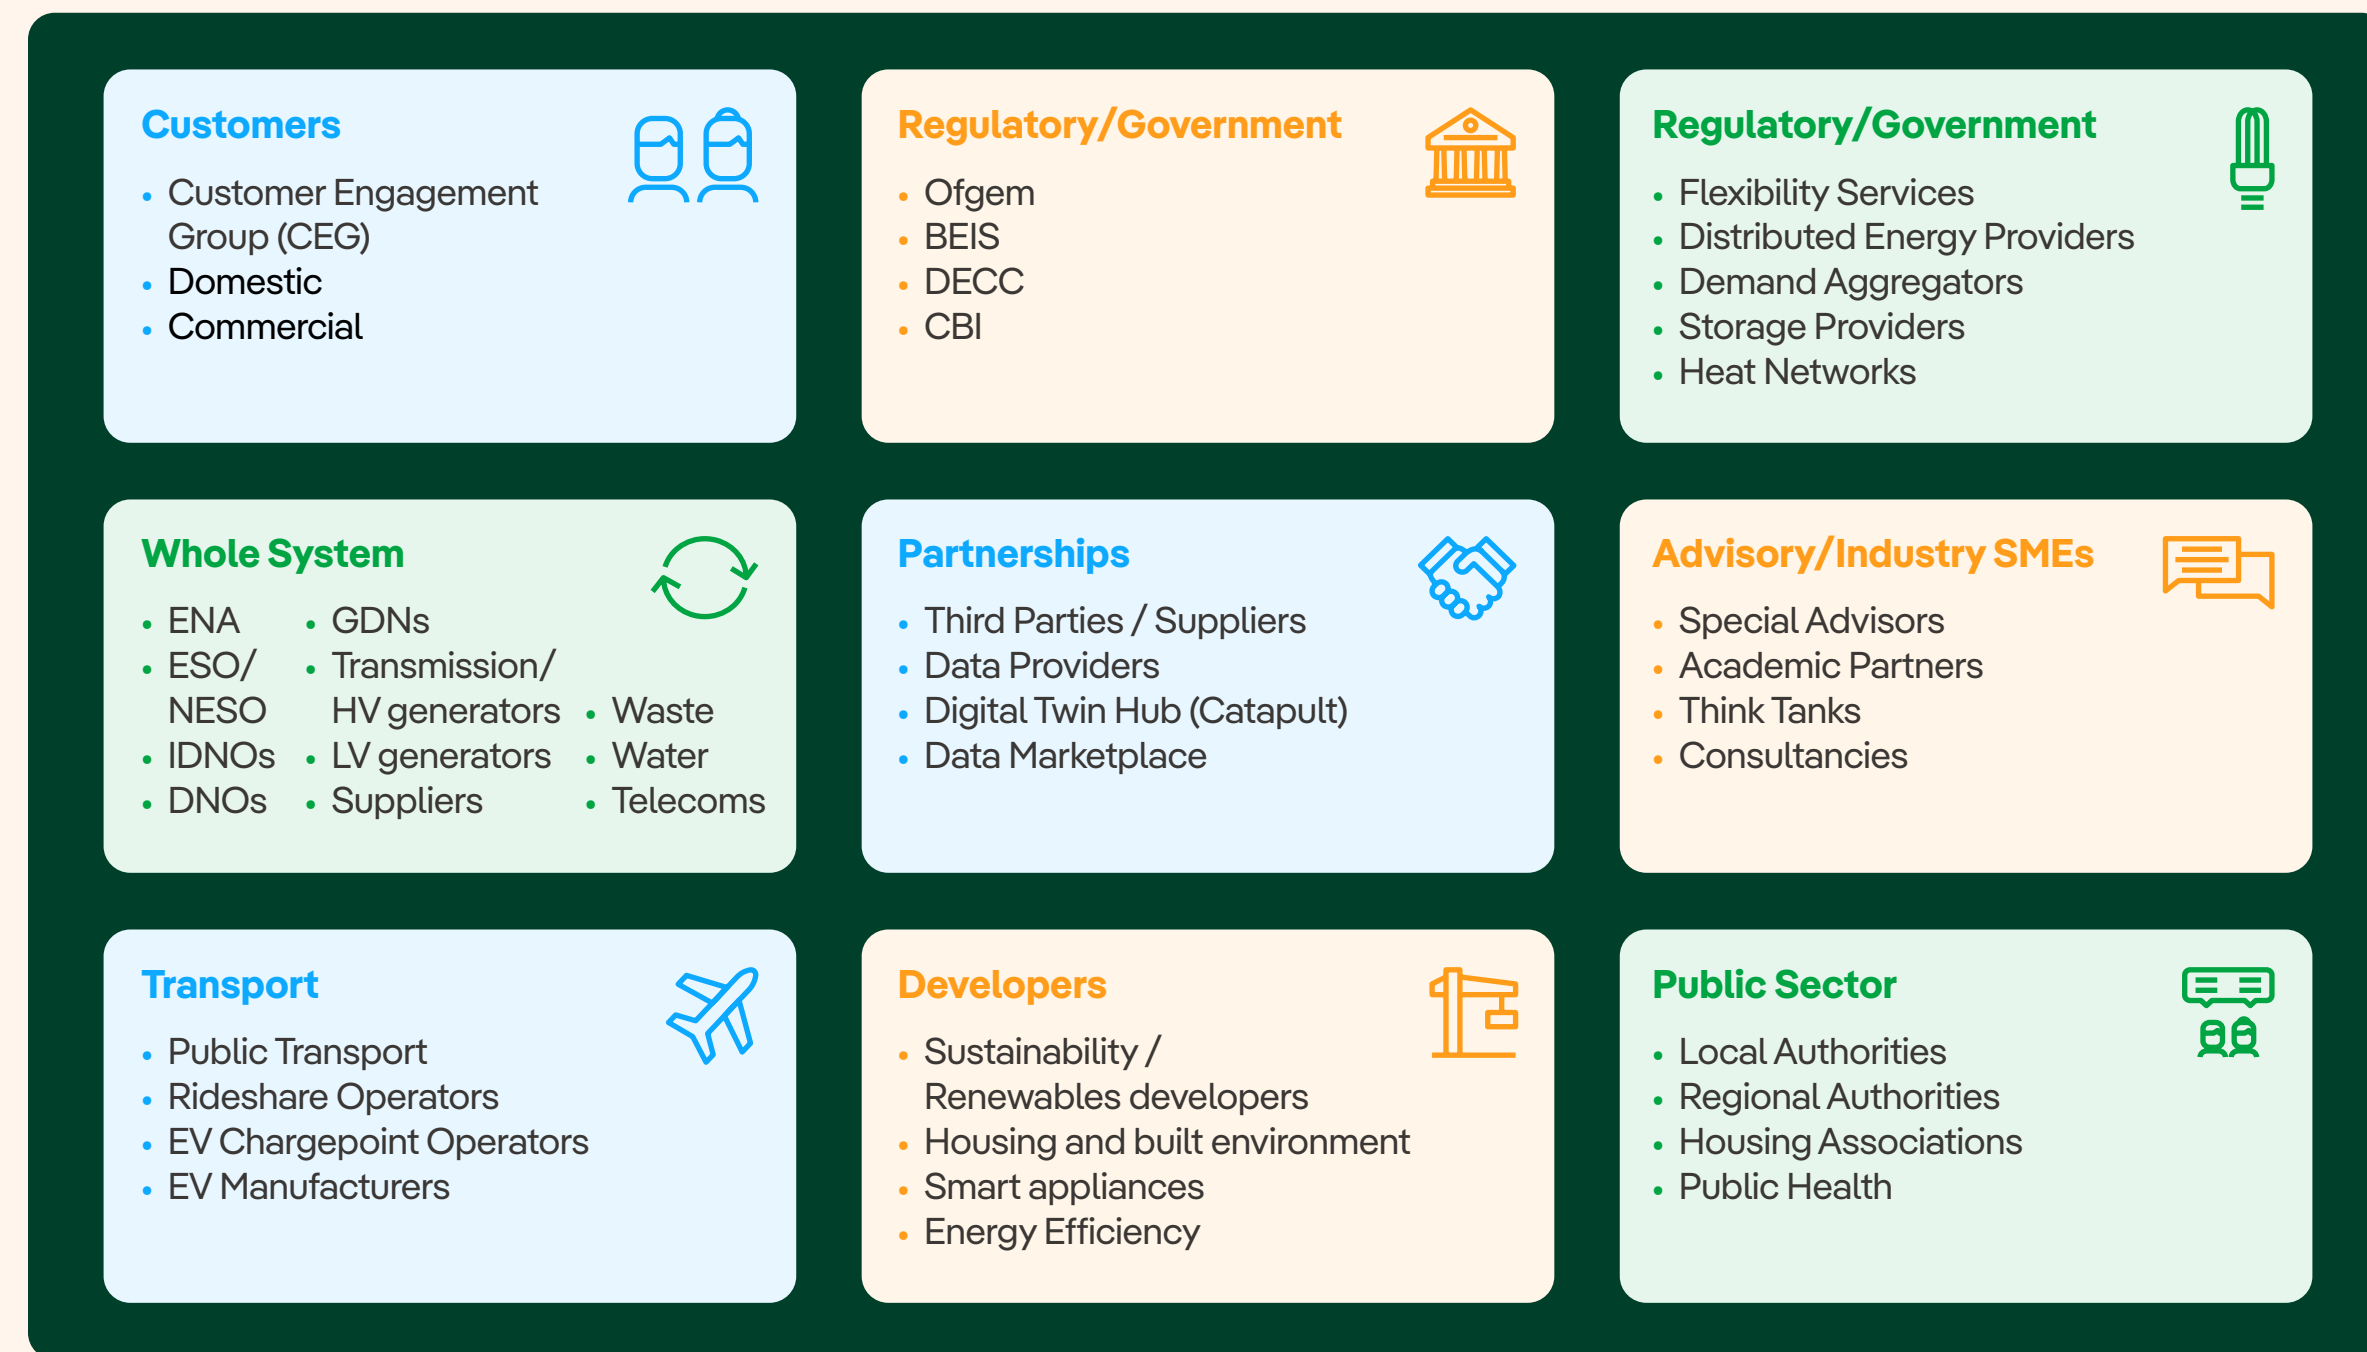 Customers
• Customer Engagement
Group (CEG)
• Domestic
• Commercial
Regulatory/Government
• Ofgem
• BEIS
• DECC
• CBI
Regulatory/Government
• Flexibility Services
• Distributed Energy Providers
• Demand Aggregators
• Storage Providers
• Heat Networks
Whole System
• ENA
• ESO/
NESO
• IDNOs
• DNOs
• GDNs
• Transmission/
HV generators
• LV generators
• Suppliers
• Waste
• Water
• Telecoms
Partnerships
• Third Parties / Suppliers
• Data Providers
• Digital Twin Hub (Catapult)
• Data Marketplace
Advisory/Industry SMEs
• Special Advisors
• Academic Partners
• Think Tanks
• Consultancies
Transport
• Public Transport
• Rideshare Operators
• EV Chargepoint Operators
• EV Manufacturers
Developers
• Sustainability /
Renewables developers
• Housing and built environment
• Smart appliances
• Energy Efficiency
Public Sector
• Local Authorities
• Regional Authorities
• Housing Associations
• Public Health